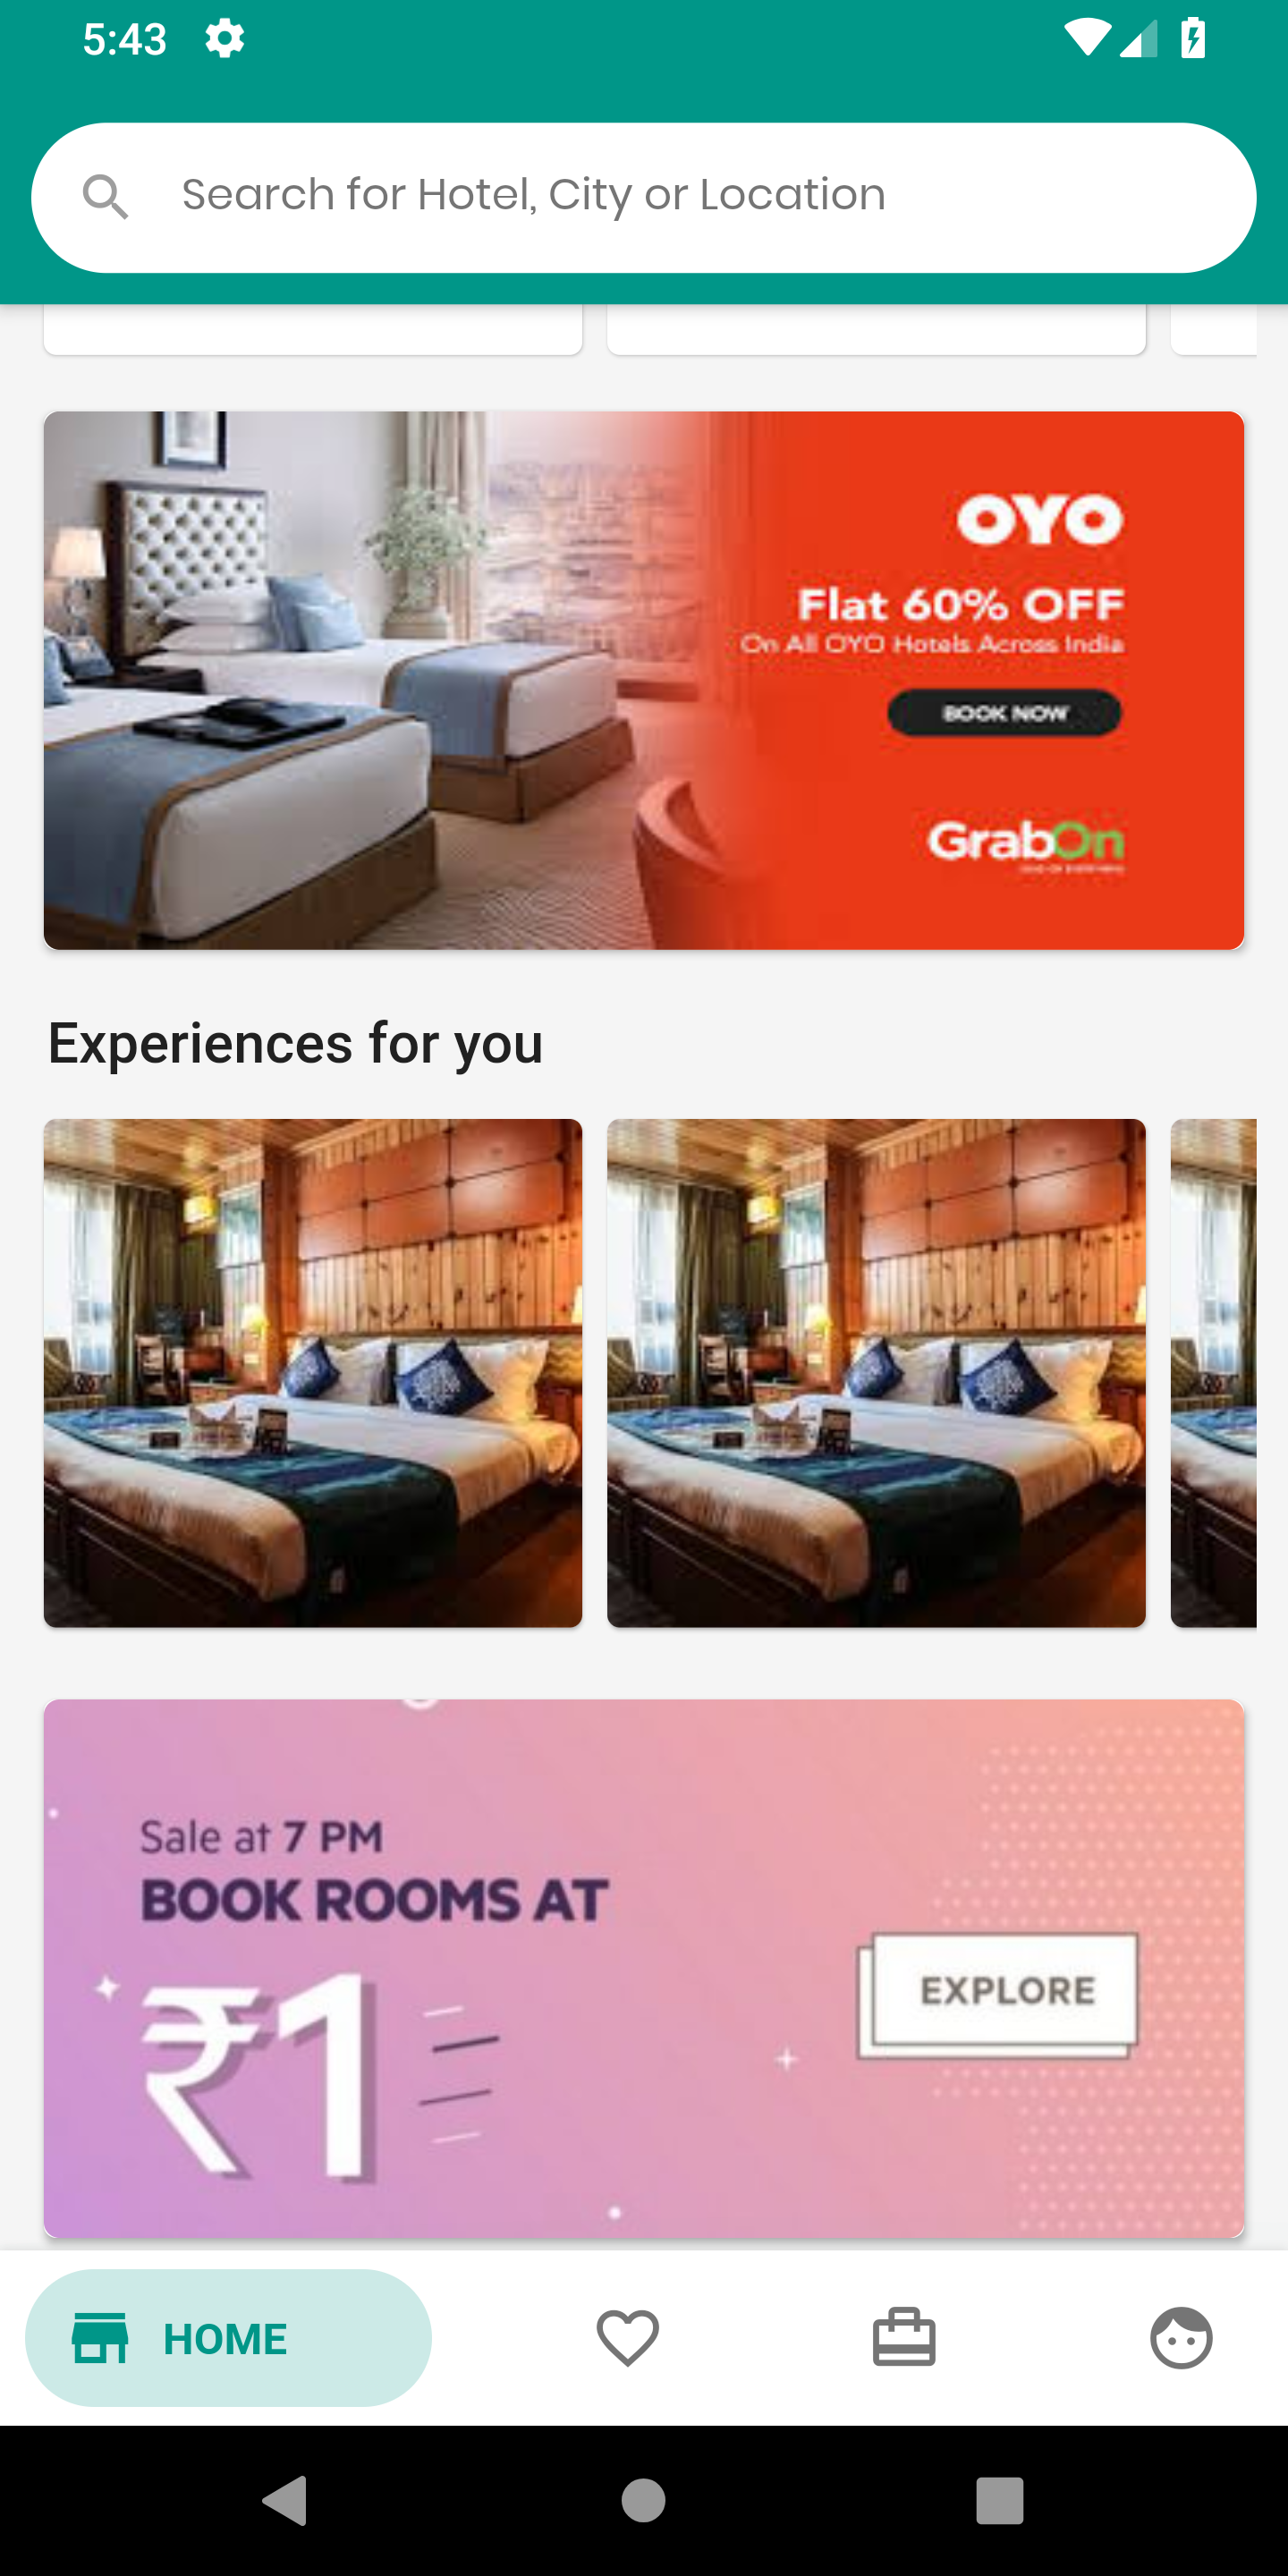 5:43
Search for Hotel, City or Location
OYO
Flat 60% OFF
On All OYO Hotels Across India
BOOK NOW
GrabOn
Experiences for you
Sale at 7 PM
BOOK ROOMS AT
₹1
EXPLORE
HOME